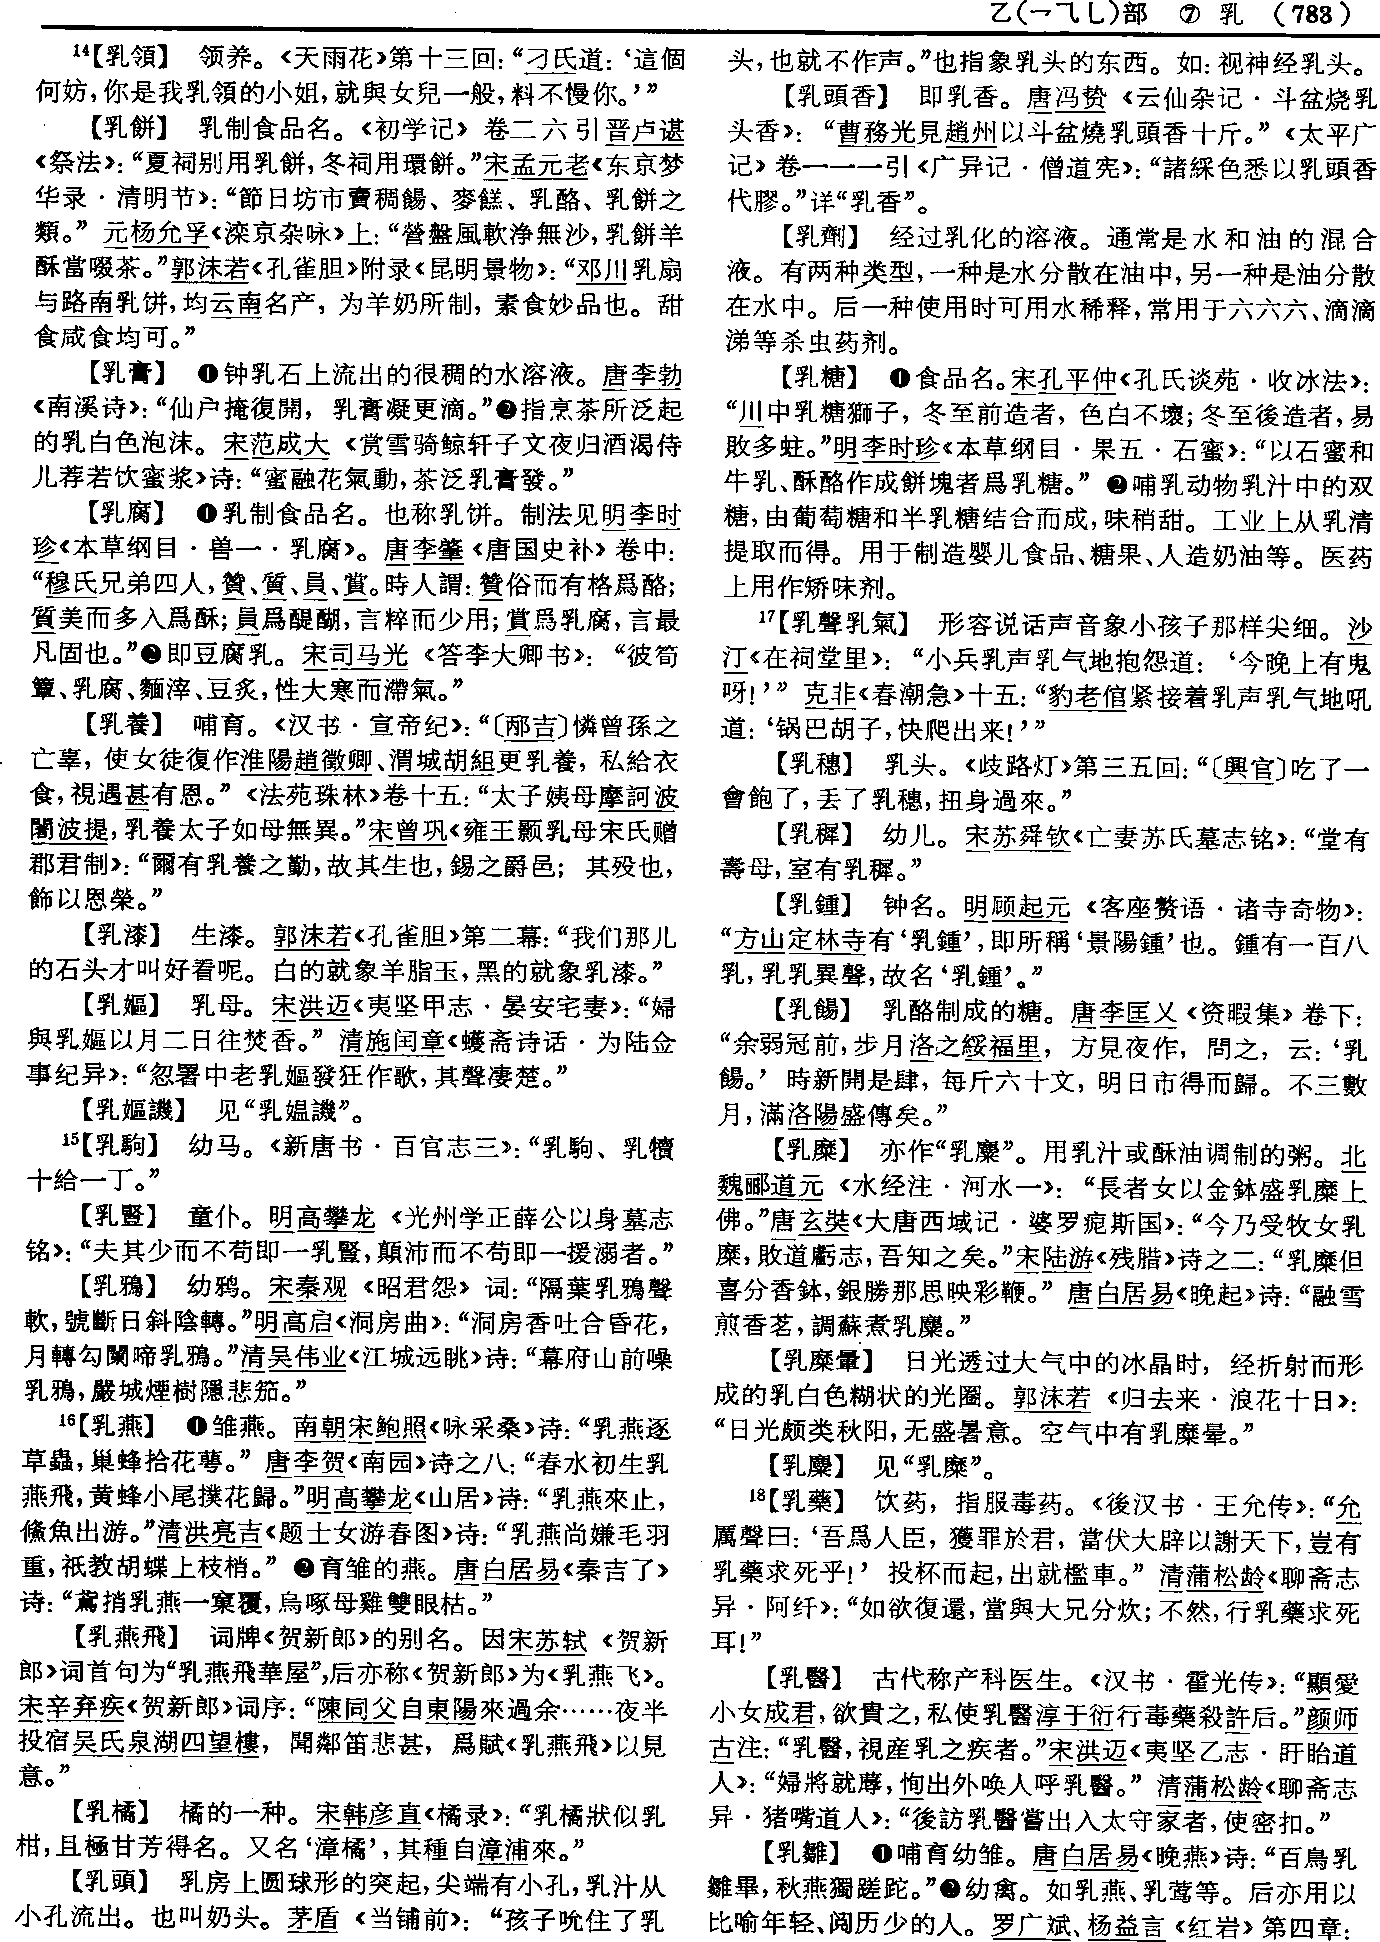 乙(㇀⺄乚)部 ⑦ 乳 (783)
¹⁴【乳領】 领养。《天雨花》第十三回：“刁氏道：‘這個
何妨，你是我乳領的小姐，就與女兒一般，料不慢你。’”
【乳餅】 乳制食品名。《初学记》卷二六引晋卢谌
《祭法》：“夏祠别用乳餅，冬祠用環餅。”宋孟元老《东京梦
华录·清明节》：“節日坊市賣稠餳、麥餻、乳酪、乳餅之
類。” 元杨允孚《滦京杂咏》上：“營盤風軟净無沙，乳餅羊
酥當啜茶。”郭沫若《孔雀胆》附录《昆明景物》：“邓川乳扇
与路南乳饼，均云南名产，为羊奶所制，素食妙品也。甜
食咸食均可。”
【乳膏】 ❶钟乳石上流出的很稠的水溶液。唐李勃
《南溪诗》：“仙户掩復開，乳膏凝更滴。”❷指烹茶所泛起
的乳白色泡沫。宋范成大《赏雪骑鲸轩子文夜归酒渴侍
儿荐茗饮蜜浆》诗：“蜜融花氣動，茶泛乳膏發。”
【乳腐】 ❶乳制食品名。也称乳饼。制法见明李时
珍《本草纲目·兽一·乳腐》。唐李肇《唐国史补》卷中：
“穆氏兄弟四人，贊、質、員、賞。時人謂：贊俗而有格爲酪；
質美而多入爲酥；員爲醍醐，言粹而少用；賞爲乳腐，言最
凡固也。”❷即豆腐乳。宋司马光《答李大卿书》：“彼筍
蕈、乳腐、麵滓、豆炙，性大寒而滯氣。”
【乳養】 哺育。《汉书·宣帝纪》：“〔邴吉〕憐曾孫之
亡辜，使女徒復作淮陽趙徵卿、渭城胡組更乳養，私給衣
食，視遇甚有恩。”《法苑珠林》卷十五：“太子姨母摩訶波
闍波提，乳養太子如母無異。”宋曾巩《雍王颢乳母宋氏赠
郡君制》：“爾有乳養之勤，故其生也，錫之爵邑；其殁也，
飾以恩榮。”
【乳漆】 生漆。郭沫若《孔雀胆》第二幕：“我们那儿
的石头才叫好看呢。白的就象羊脂玉，黑的就象乳漆。”
【乳嫗】 乳母。宋洪迈《夷坚甲志·晏安宅妻》：“婦
與乳嫗以月二日往焚香。” 清施闰章《蠖斋诗话·为陆佥
事纪异》：“忽署中老乳嫗發狂作歌，其聲凄楚。”
【乳嫗譏】 见“乳媪譏”。
¹⁵【乳駒】 幼马。《新唐书·百官志三》：“乳駒、乳犢
十給一丁。”
【乳豎】 童仆。明高攀龙《光州学正薛公以身墓志
铭》：“夫其少而不苟即一乳豎，顛沛而不苟即一援溺者。”
【乳鴉】 幼鸦。宋秦观《昭君怨》词：“隔葉乳鴉聲
軟，號斷日斜陰轉。”明高启《洞房曲》：“洞房香吐合昏花，
月轉勾闌啼乳鴉。”清吴伟业《江城远眺》诗：“幕府山前噪
乳鴉，嚴城煙樹隱悲笳。”
¹⁶【乳燕】 ❶雏燕。南朝宋鲍照《咏采桑》诗：“乳燕逐
草蟲，巢蜂拾花萼。” 唐李贺《南园》诗之八：“春水初生乳
燕飛，黄蜂小尾撲花歸。”明高攀龙《山居》诗：“乳燕來止，
鯈魚出游。”清洪亮吉《题士女游春图》诗：“乳燕尚嫌毛羽
重，祇教胡蝶上枝梢。” ❷育雏的燕。唐白居易《秦吉了》
诗：“鳶捎乳燕一窠覆，烏啄母雞雙眼枯。”
【乳燕飛】 词牌《贺新郎》的别名。因宋苏轼《贺新
郎》词首句为“乳燕飛華屋”，后亦称《贺新郎》为《乳燕飞》。
宋辛弃疾《贺新郎》词序：“陳同父自東陽來過余……夜半
投宿吴氏泉湖四望樓，聞鄰笛悲甚，爲賦《乳燕飛》以見
意。”
【乳橘】 橘的一种。宋韩彦直《橘录》：“乳橘狀似乳
柑，且極甘芳得名。又名‘漳橘’，其種自漳浦來。”
【乳頭】 乳房上圆球形的突起，尖端有小孔，乳汁从
小孔流出。也叫奶头。茅盾《当铺前》：“孩子吮住了乳
头，也就不作声。”也指象乳头的东西。如：视神经乳头。
【乳頭香】 即乳香。唐冯贽《云仙杂记·斗盆烧乳
头香》：“曹務光見趙州以斗盆燒乳頭香十斤。”《太平广
记》卷一一一引《广异记·僧道宪》：“諸綵色悉以乳頭香
代膠。”详“乳香”。
【乳劑】 经过乳化的溶液。通常是水和油的混合
液。有两种类型，一种是水分散在油中，另一种是油分散
在水中。后一种使用时可用水稀释，常用于六六六、滴滴
涕等杀虫药剂。
【乳糖】 ❶食品名。宋孔平仲《孔氏谈苑·收冰法》：
“川中乳糖獅子，冬至前造者，色白不壞；冬至後造者，易
敗多蛀。”明李时珍《本草纲目·果五·石蜜》：“以石蜜和
牛乳、酥酪作成餅塊者爲乳糖。” ❷哺乳动物乳汁中的双
糖，由葡萄糖和半乳糖结合而成，味稍甜。工业上从乳清
提取而得。用于制造婴儿食品、糖果、人造奶油等。医药
上用作矫味剂。
¹⁷【乳聲乳氣】 形容说话声音象小孩子那样尖细。沙
汀《在祠堂里》：“小兵乳声乳气地抱怨道：‘今晚上有鬼
呀！’” 克非《春潮急》十五：“豹老倌紧接着乳声乳气地吼
道：‘锅巴胡子，快爬出来！’”
【乳穗】 乳头。《歧路灯》第三五回：“〔興官〕吃了一
會飽了，丢了乳穗，扭身過來。”
【乳穉】 幼儿。宋苏舜钦《亡妻苏氏墓志铭》：“堂有
壽母，室有乳穉。”
【乳鍾】 钟名。明顾起元《客座赘语·诸寺奇物》：
“方山定林寺有‘乳鍾’，即所稱‘景陽鍾’也。鍾有一百八
乳，乳乳異聲，故名‘乳鍾’。”
【乳餳】 乳酪制成的糖。唐李匡乂《资暇集》卷下：
“余弱冠前，步月洛之綏福里，方見夜作，問之，云：‘乳
餳。’ 時新開是肆，每斤六十文，明日市得而歸。不三數
月，滿洛陽盛傳矣。”
【乳糜】 亦作“乳麋”。用乳汁或酥油调制的粥。北
魏郦道元《水经注·河水一》：“長者女以金鉢盛乳糜上
佛。”唐玄奘《大唐西域记·婆罗痆斯国》：“今乃受牧女乳
糜，敗道虧志，吾知之矣。”宋陆游《残腊》诗之二：“乳糜但
喜分香鉢，銀勝那思映彩鞭。” 唐白居易《晚起》诗：“融雪
煎香茗，調蘇煮乳麋。”
【乳糜暈】 日光透过大气中的冰晶时，经折射而形
成的乳白色糊状的光圈。郭沫若《归去来·浪花十日》：
“日光颇类秋阳，无盛暑意。空气中有乳糜晕。”
【乳麋】 见“乳糜”。
¹⁸【乳藥】 饮药，指服毒药。《後汉书·王允传》：“允
厲聲曰：‘吾爲人臣，獲罪於君，當伏大辟以謝天下，豈有
乳藥求死乎！’ 投杯而起，出就檻車。” 清蒲松龄《聊斋志
异·阿纤》：“如欲復還，當與大兄分炊；不然，行乳藥求死
耳！”
【乳醫】 古代称产科医生。《汉书·霍光传》：“顯愛
小女成君，欲貴之，私使乳醫淳于衍行毒藥殺許后。”颜师
古注：“乳醫，視産乳之疾者。”宋洪迈《夷坚乙志·盱眙道
人》：“婦將就蓐，恂出外唤人呼乳醫。” 清蒲松龄《聊斋志
异·猪嘴道人》：“後訪乳醫嘗出入太守家者，使密扣。”
【乳雛】 ❶哺育幼雏。唐白居易《晚燕》诗：“百鳥乳
雛畢，秋燕獨蹉跎。”❷幼禽。如乳燕、乳莺等。后亦用以
比喻年轻、阅历少的人。罗广斌、杨益言《红岩》第四章：